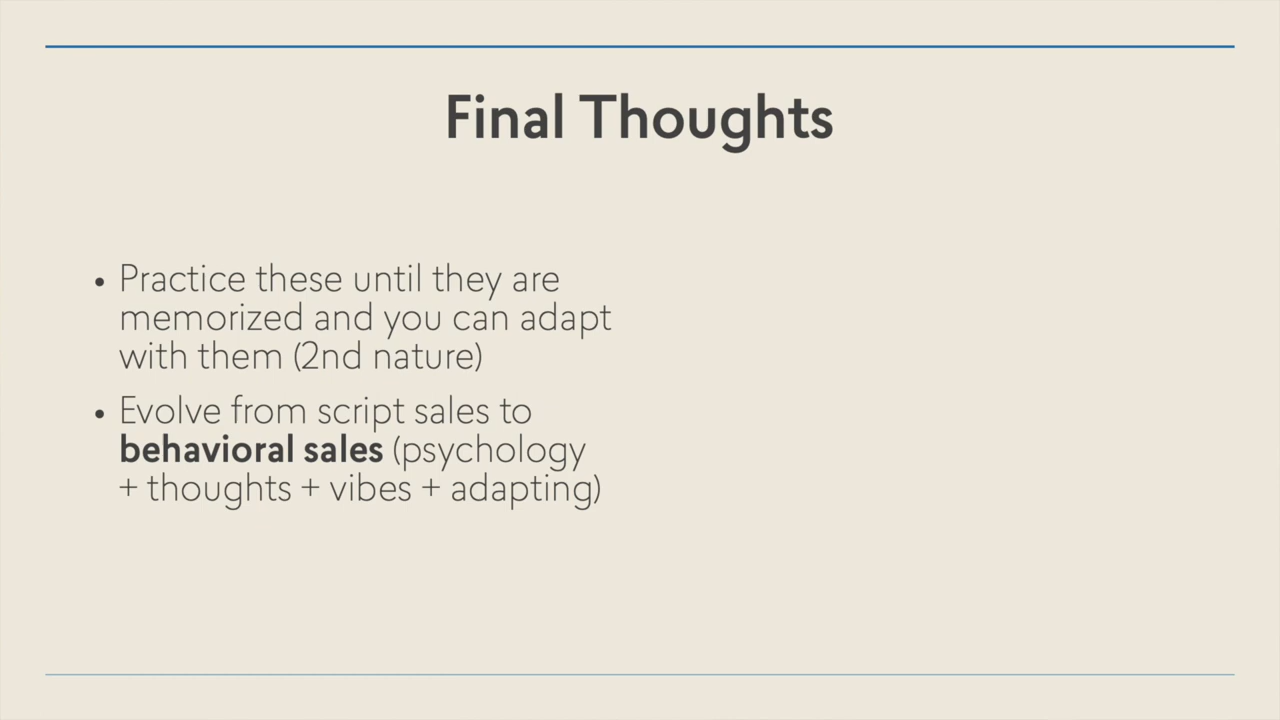 Final Thoughts
• Practice these until they are
memorized and you can adapt
with them (2nd nature)
• Evolve from script sales to
behavioral sales (psychology
+ thoughts + vibes + adapting)